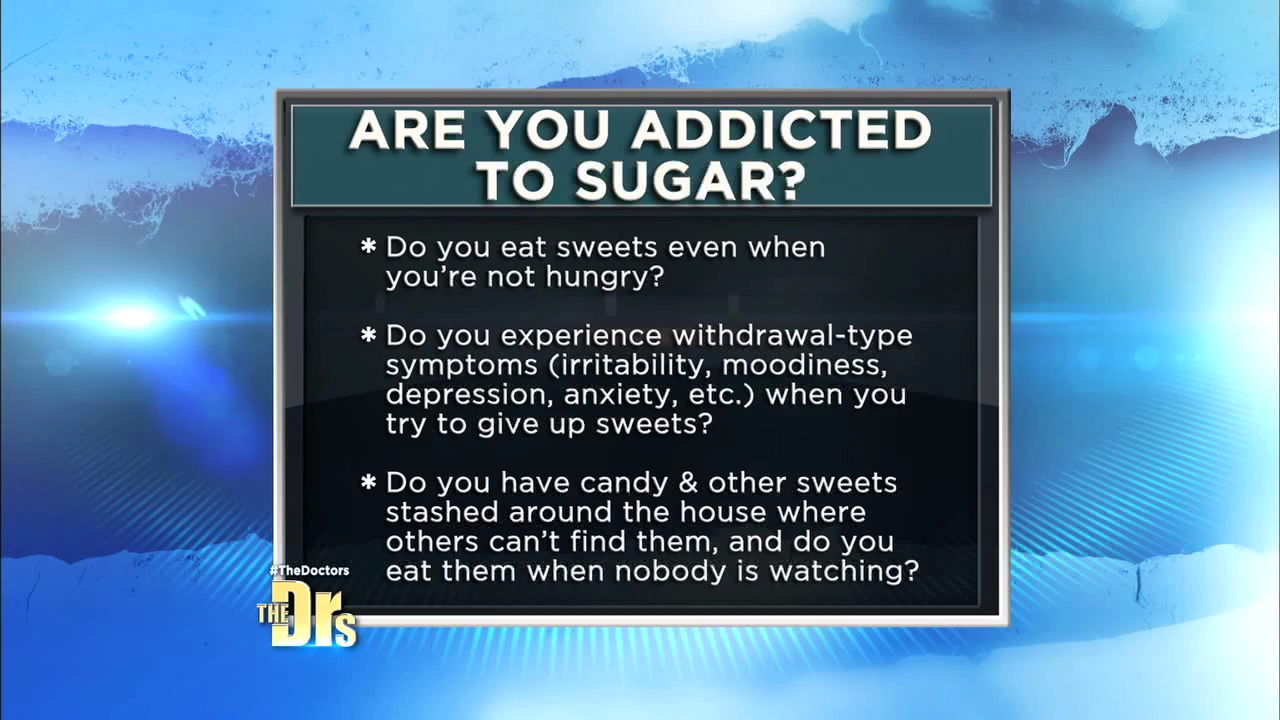 ARE YOU ADDICTED
TO SUGAR?
* Do you eat sweets even when
you're not hungry?
* Do you experience withdrawal-type
symptoms (irritability, moodiness,
depression, anxiety, etc.) when you
try to give up sweets?
* Do you have candy & other sweets
stashed around the house where
others can't find them, and do you
eat them when nobody is watching?
#TheDoctors
THE Drs